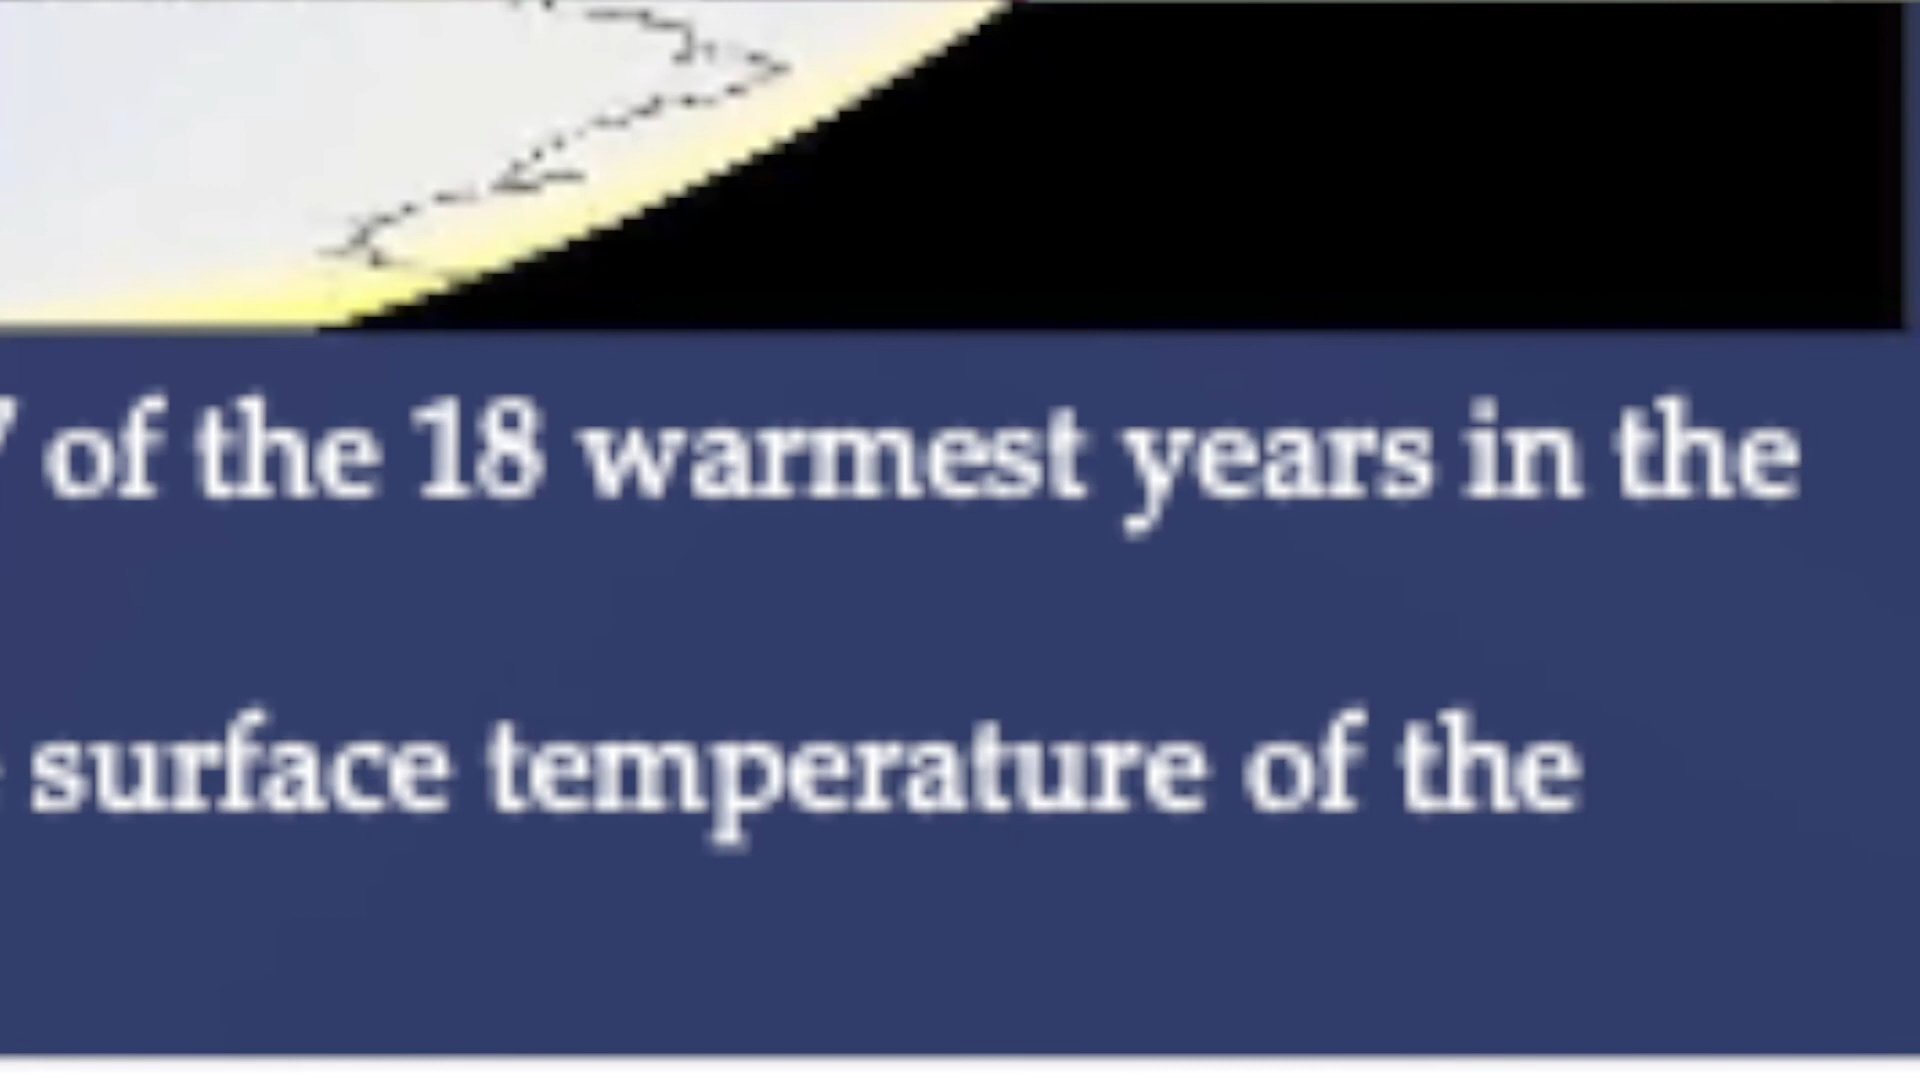 of the 18 warmest years in the
surface temperature of the